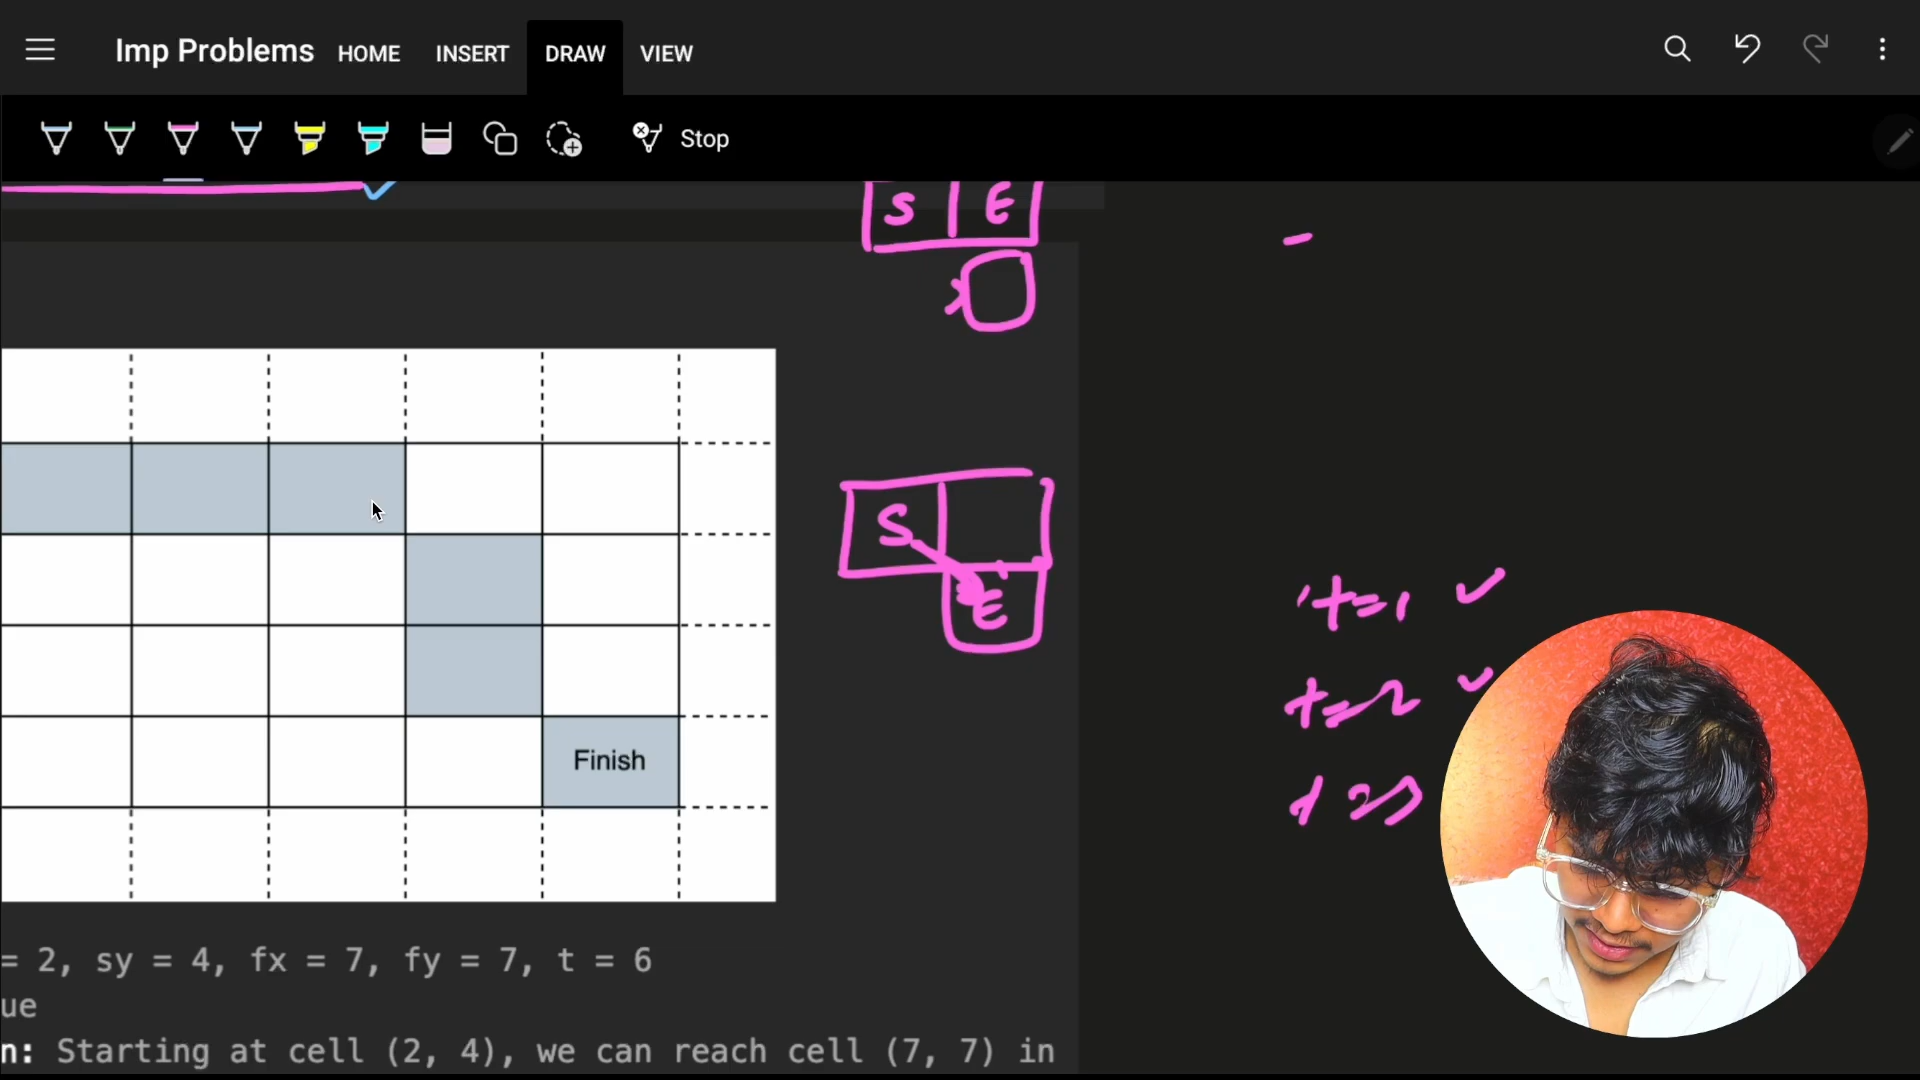 Imp Problems HOME INSERT DRAW VIEW
Stop
S E
S
E
Finish
t=1
t=2
= 2, sy = 4, fx = 7, fy = 7, t = 6
ue
n: Starting at cell (2, 4), we can reach cell (7, 7) in